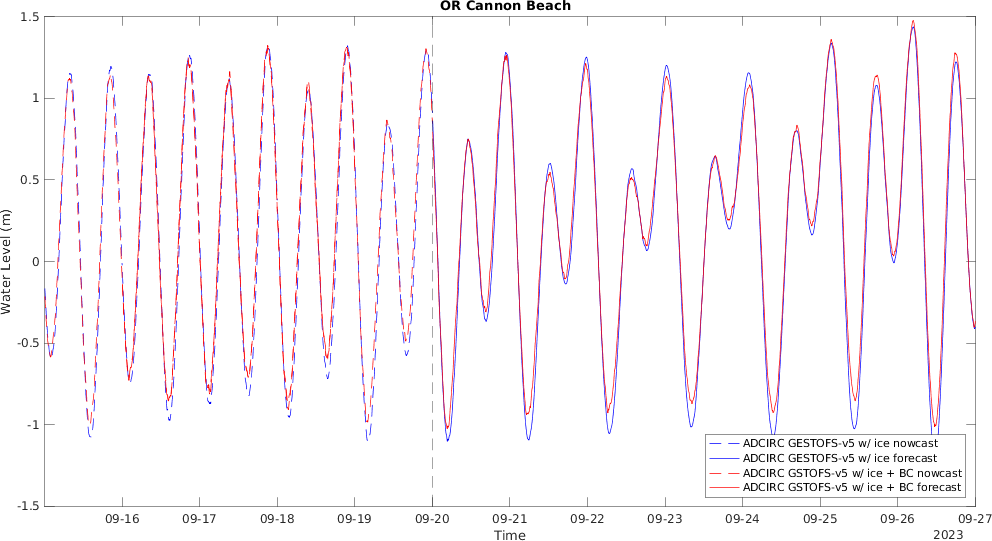 OR Cannon Beach
Water Level (m)
1.5
1
0.5
0
-0.5
-1
-1.5
ADCIRC GESTOFS-v5 w/ ice nowcast
ADCIRC GESTOFS-v5 w/ ice forecast
ADCIRC GSTOFS-v5 w/ ice + BC nowcast
ADCIRC GSTOFS-v5 w/ ice + BC forecast
09-16 09-17 09-18 09-19 09-20 09-21 09-22 09-23 09-24 09-25 09-26 09-27
Time
2023